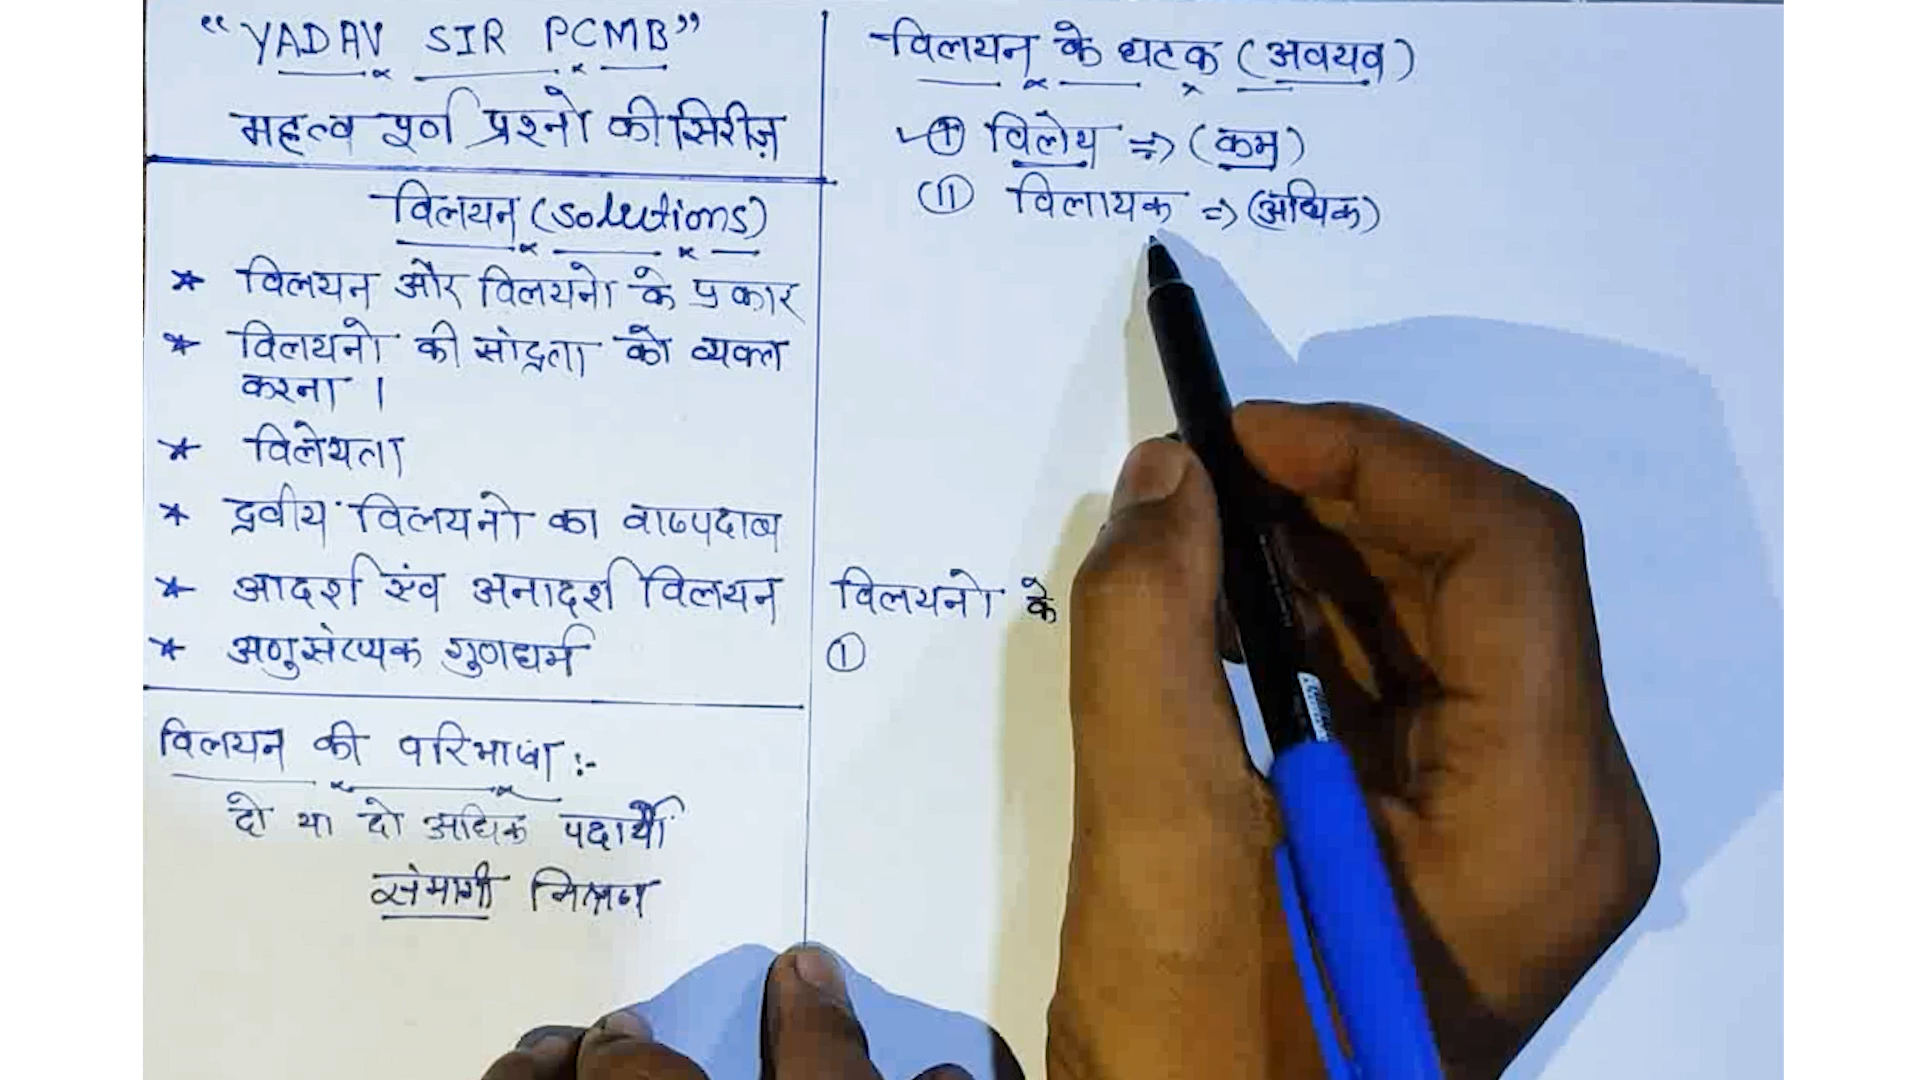 “YADAV SIR PCMB”
महत्व पूर्ण प्रश्नो की सिरीज़
विलयन (Solutions)
* विलयन और विलयनो के प्रकार
* विलयनो की सांद्रता को व्यक्त
करना ।
* विलेयता
* द्रवीय विलयनो का वाष्पदाब
* आदर्श एंव अनादर्श विलयन
* अणुसंख्यक गुणधर्म
विलयन की परिभाषा :-
दो या दो अधिक पदार्थो
संमागी मिश्रण
विलयन के घटक (अवयव)
① विलेय => (कम)
(II) विलायक => (अधिक)
विलयनो के
①